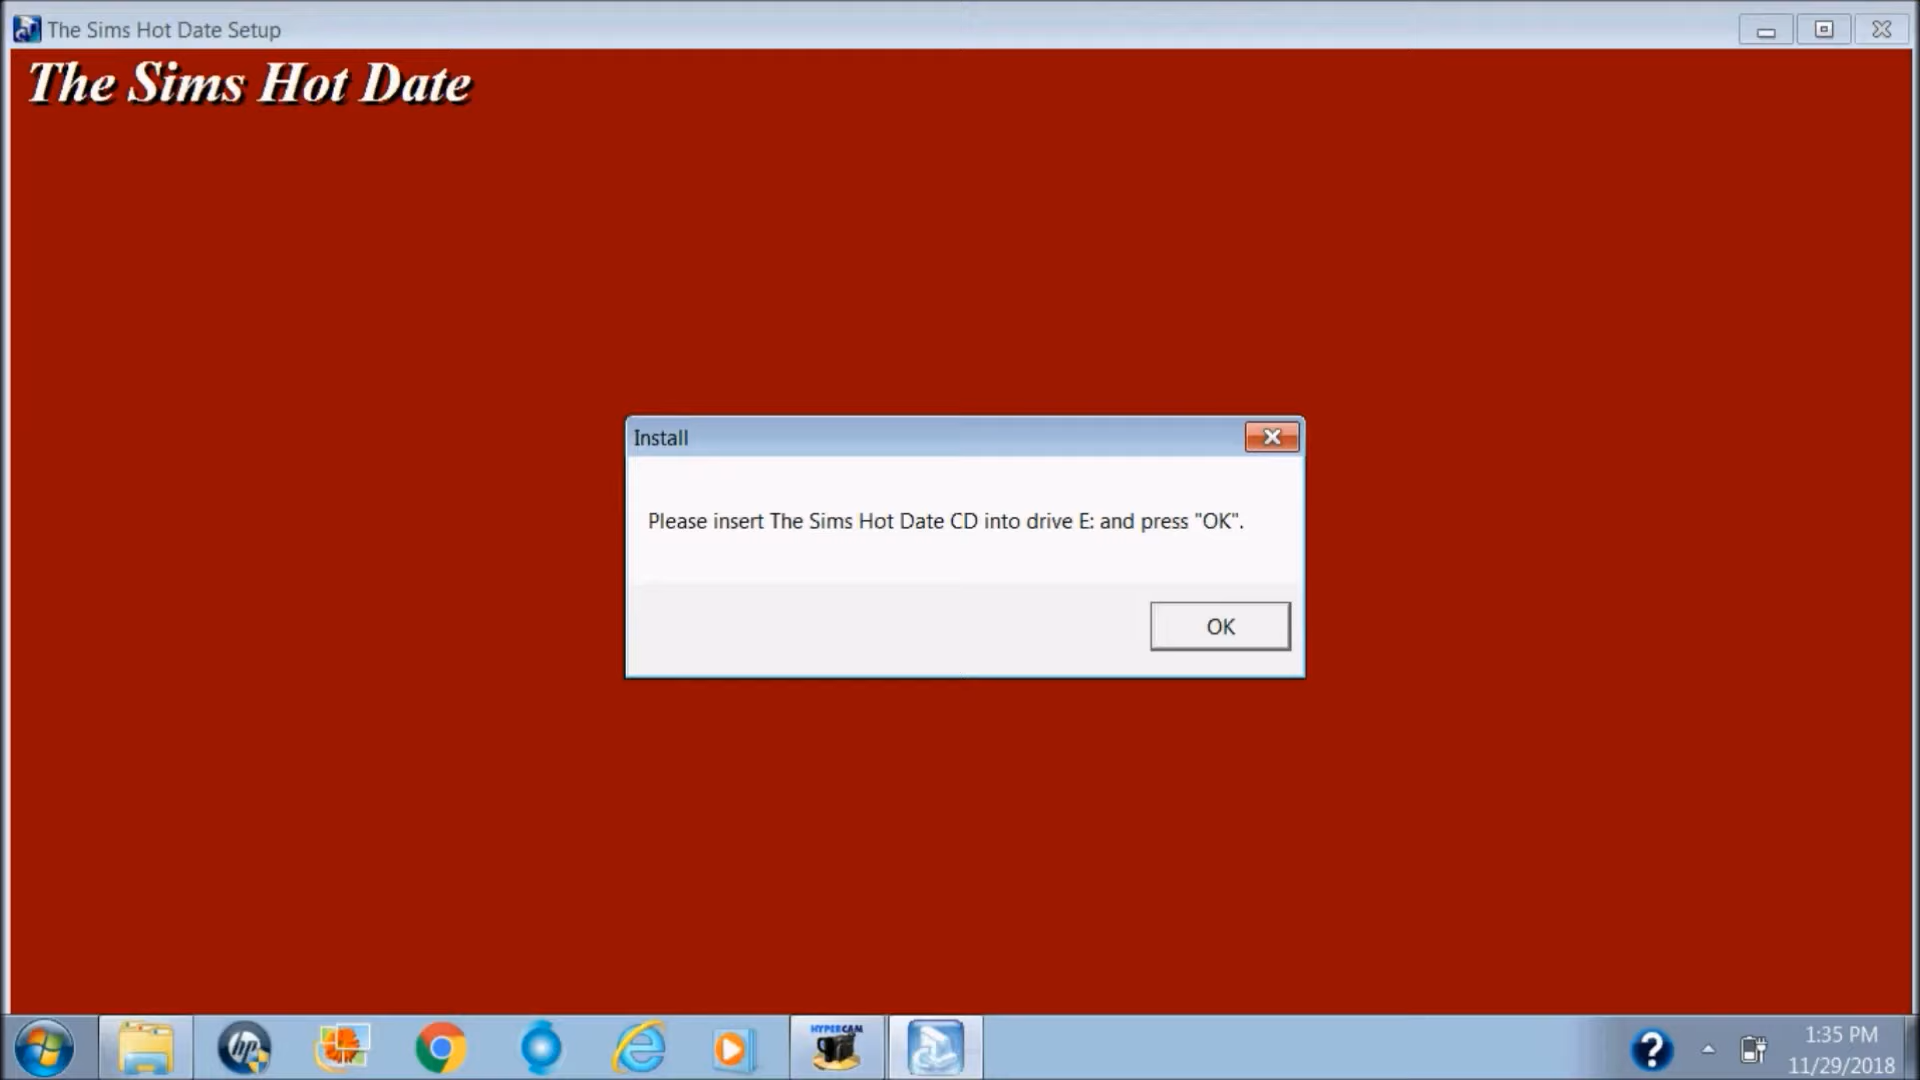 The Sims Hot Date Setup
The Sims Hot Date
Install
Please insert The Sims Hot Date CD into drive E: and press "OK".
OK
hp
HYPERCAM
?
1:35 PM
11/29/2018